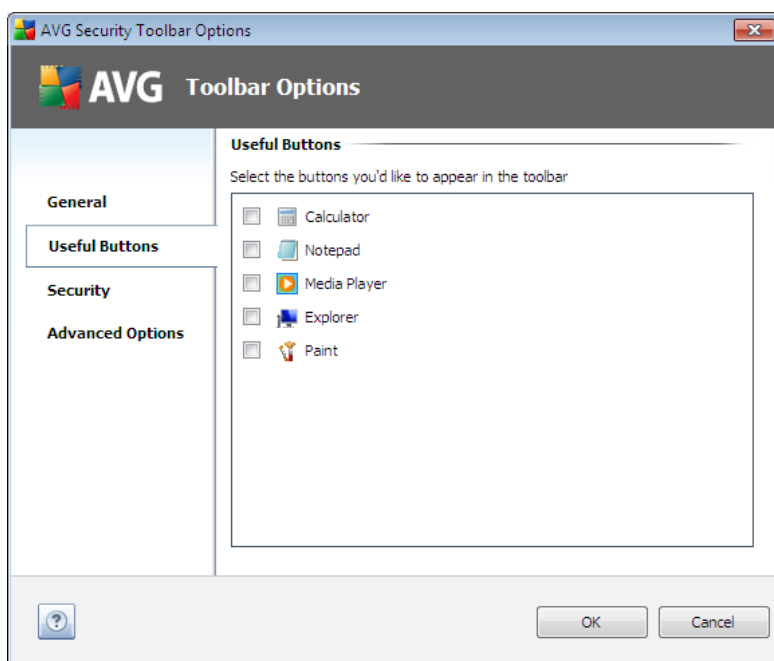 AVG Security Toolbar Options
AVG Toolbar Options
General
Useful Buttons
Security
Advanced Options
Useful Buttons
Select the buttons you'd like to appear in the toolbar
Calculator
Notepad
Media Player
Explorer
Paint
?
OK
Cancel